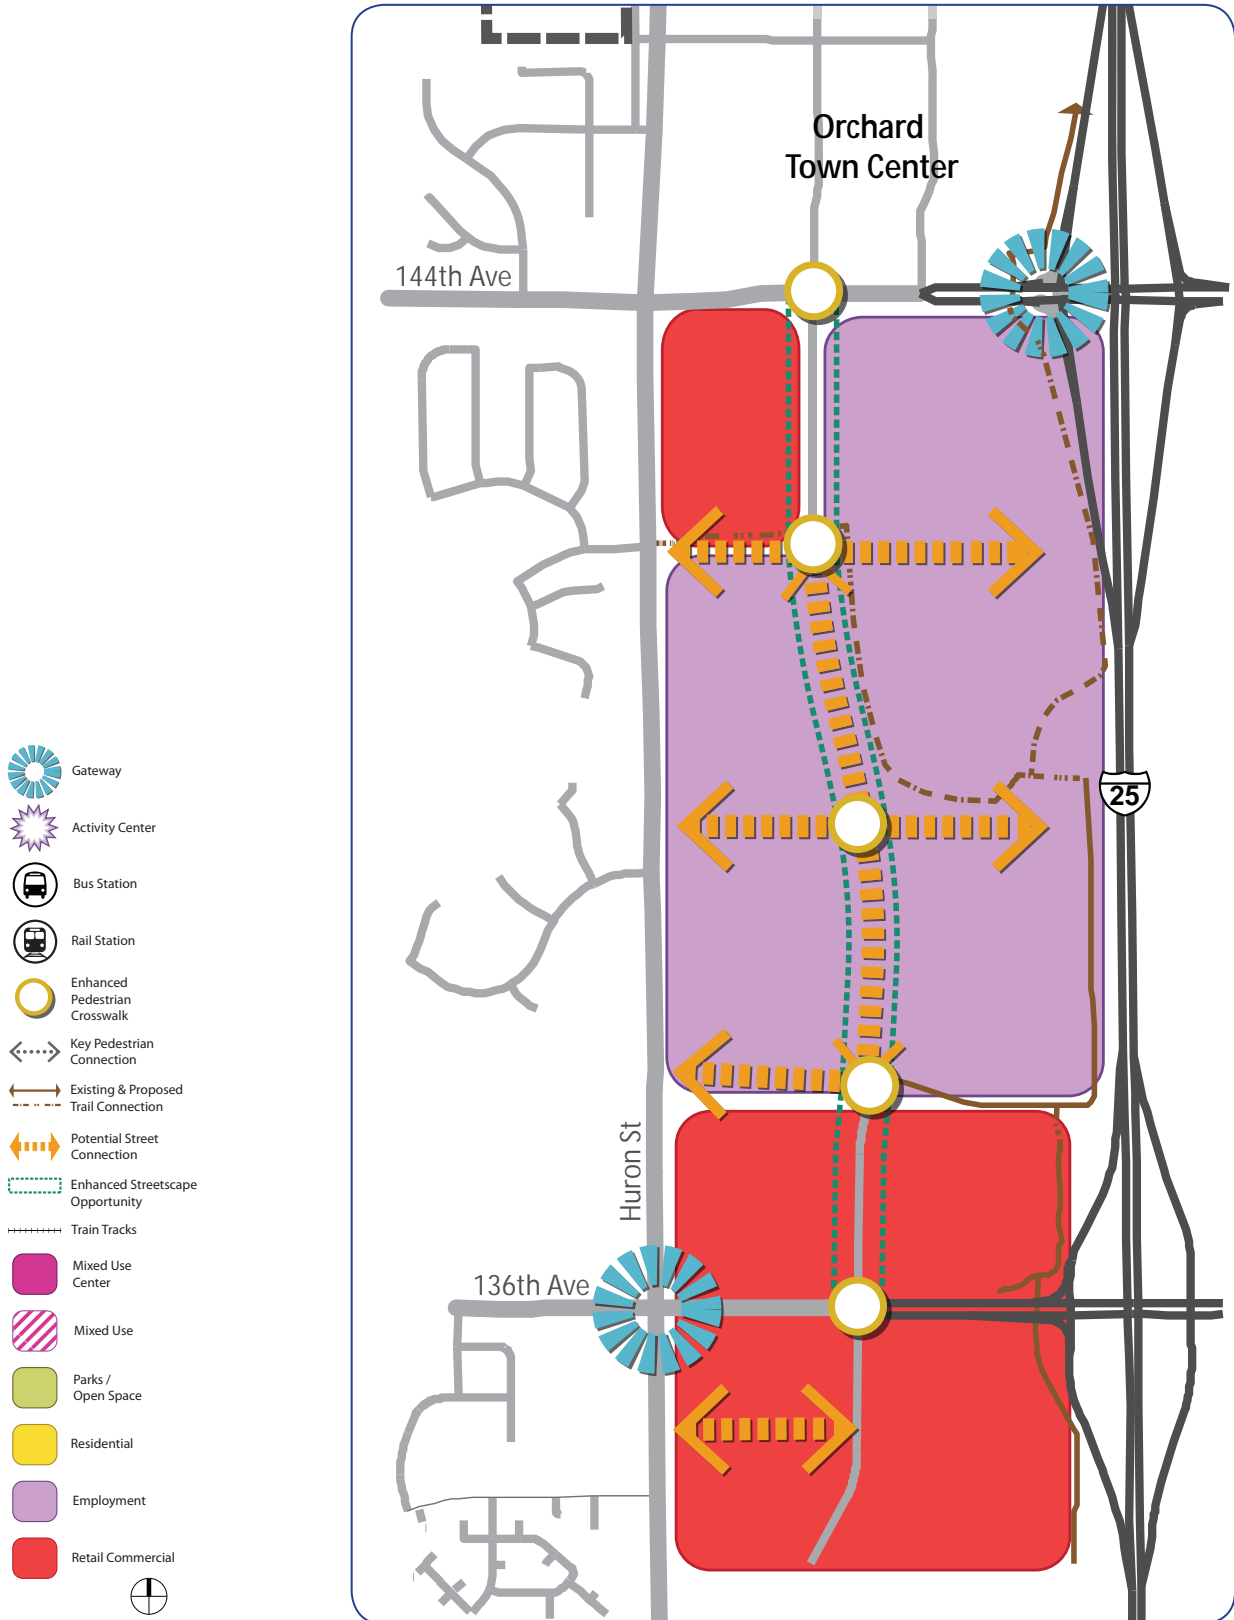 Orchard
Town Center
144th Ave
25
Huron St
136th Ave
Gateway
Activity Center
Bus Station
Rail Station
Enhanced
Pedestrian
Crosswalk
Key Pedestrian
Connection
Existing & Proposed
Trail Connection
Potential Street
Connection
Enhanced Streetscape
Opportunity
Train Tracks
Mixed Use
Center
Mixed Use
Parks /
Open Space
Residential
Employment
Retail Commercial